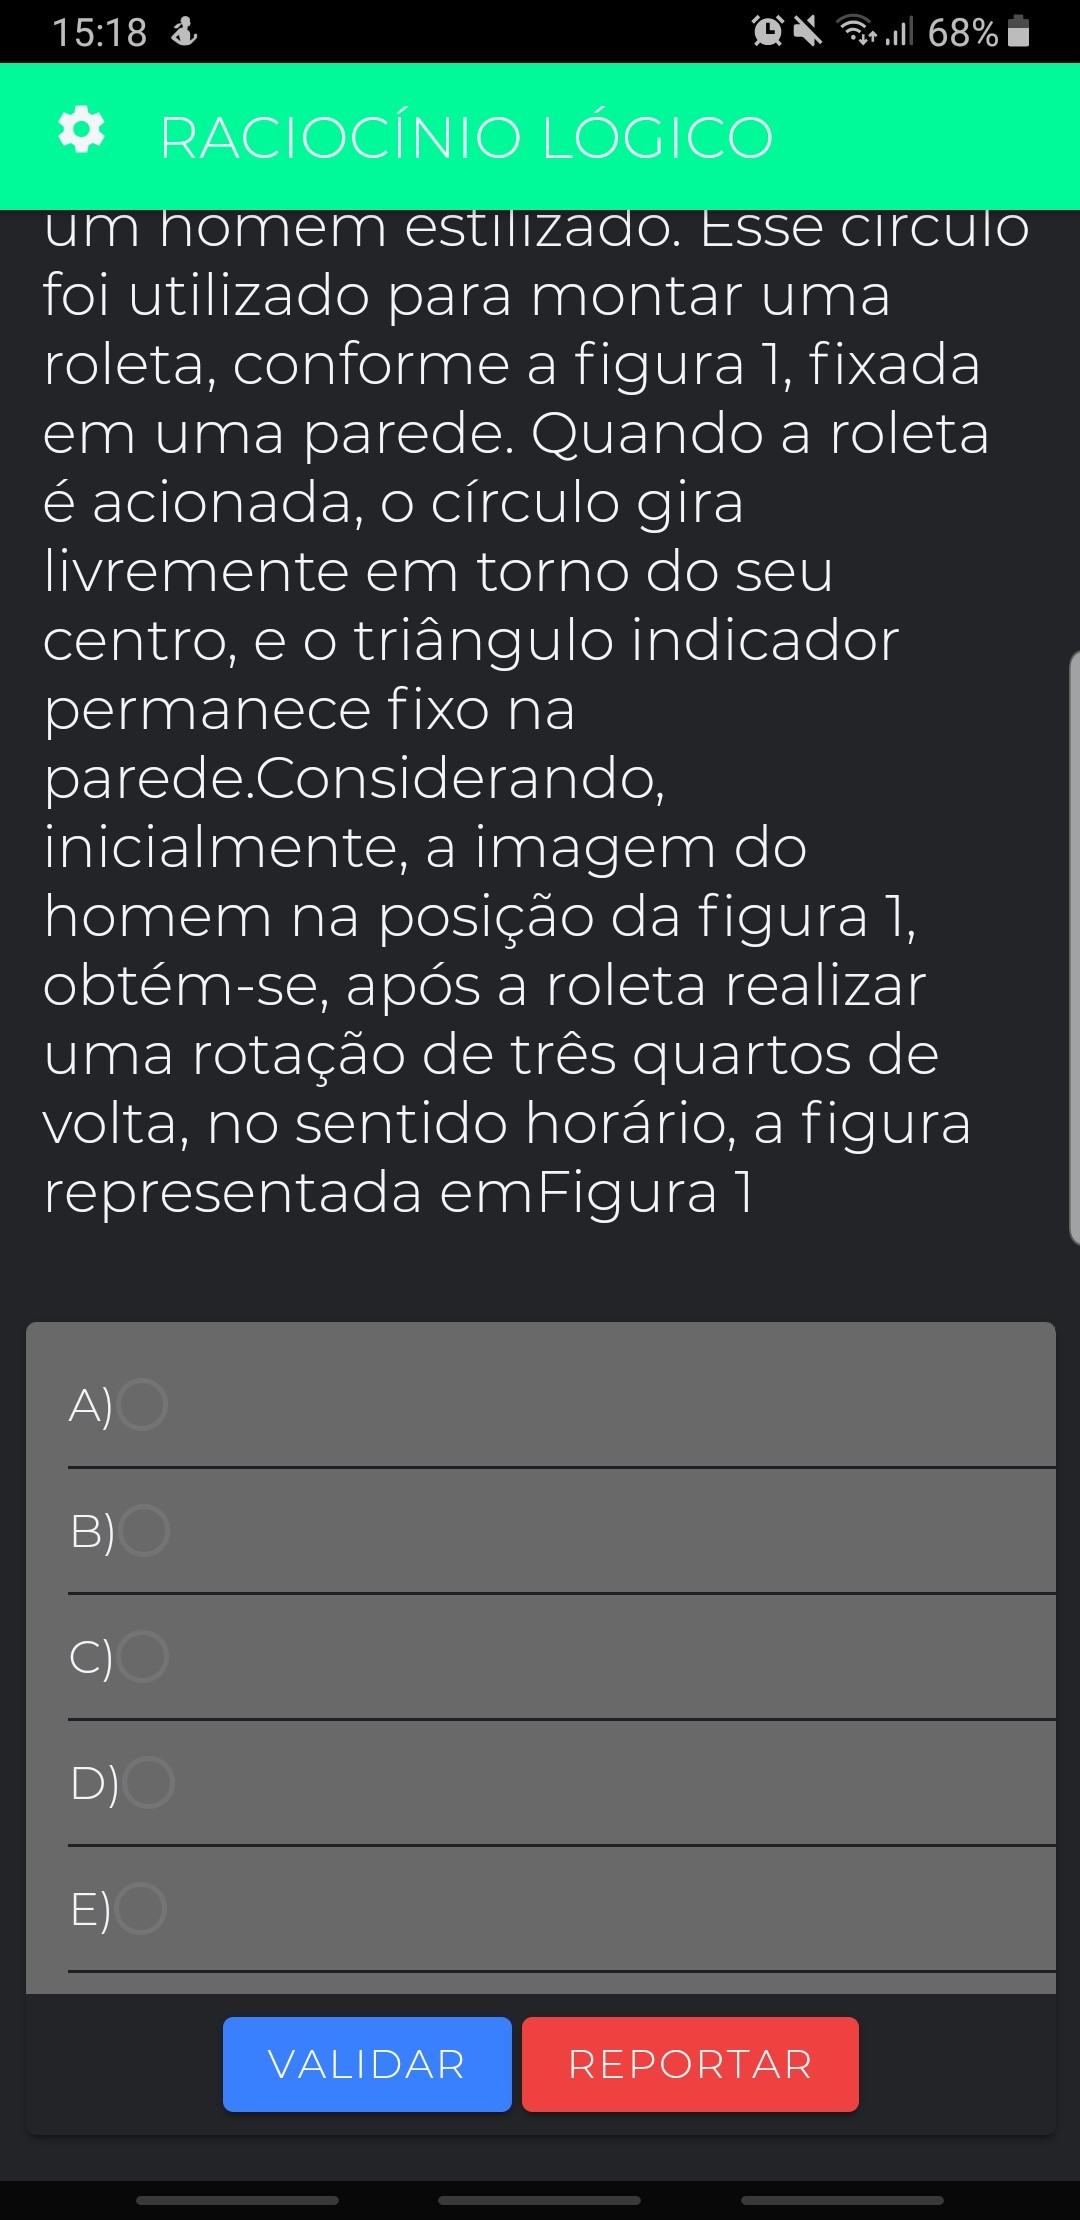 15:18
68%
RACIOCÍNIO LÓGICO
um homem estilizado. Esse círculo
foi utilizado para montar uma
roleta, conforme a figura 1, fixada
em uma parede. Quando a roleta
é acionada, o círculo gira
livremente em torno do seu
centro, e o triângulo indicador
permanece fixo na
parede.Considerando,
inicialmente, a imagem do
homem na posição da figura 1,
obtém-se, após a roleta realizar
uma rotação de três quartos de
volta, no sentido horário, a figura
representada emFigura 1
A)
B)
C)
D)
E)
VALIDAR
REPORTAR